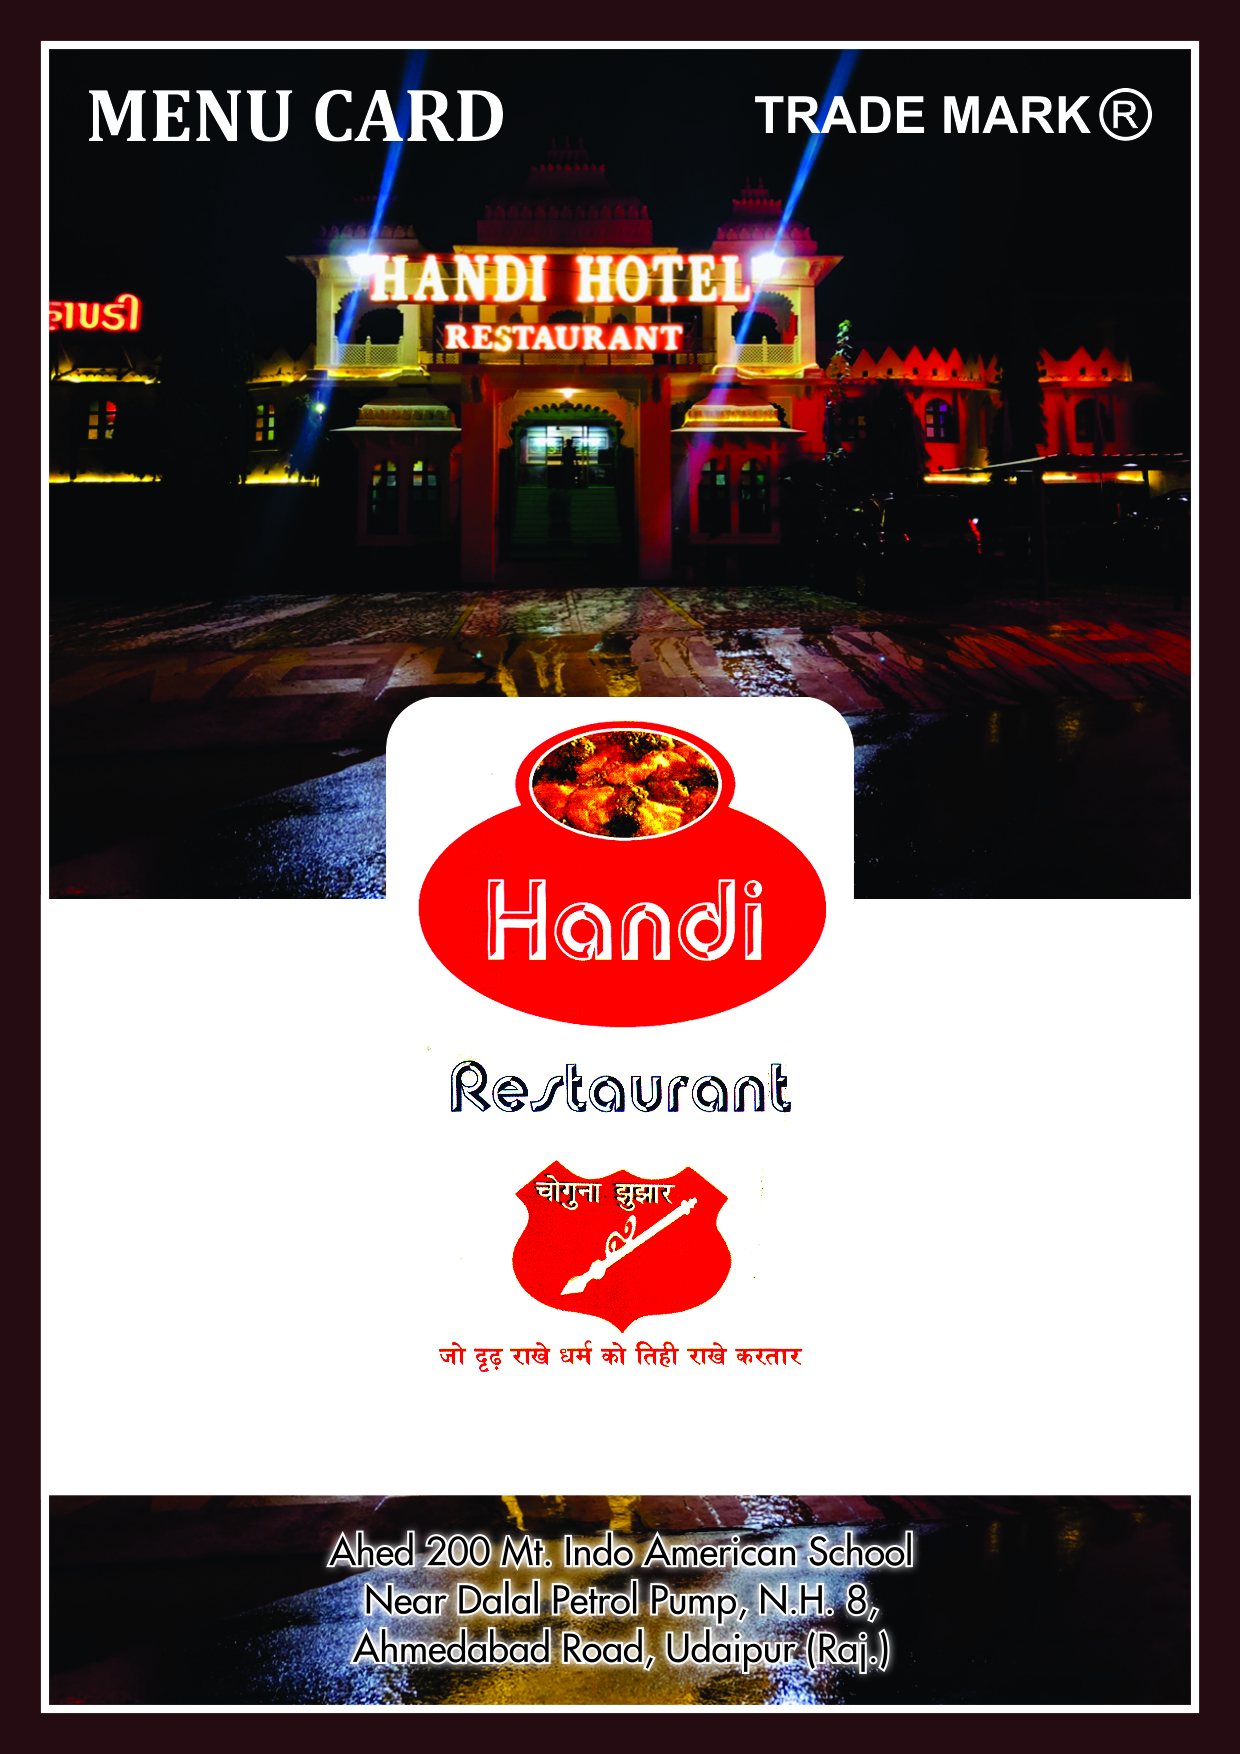 MENU CARD
TRADE MARK ®
HANDI HOTEL
RESTAURANT
Handi
Restaurant
चोगुना झुझार
जो दृढ़ राखे धर्म को तिही राखे करतार
Ahed 200 Mt. Indo American School
Near Dalal Petrol Pump, N.H. 8,
Ahmedabad Road, Udaipur (Raj.)